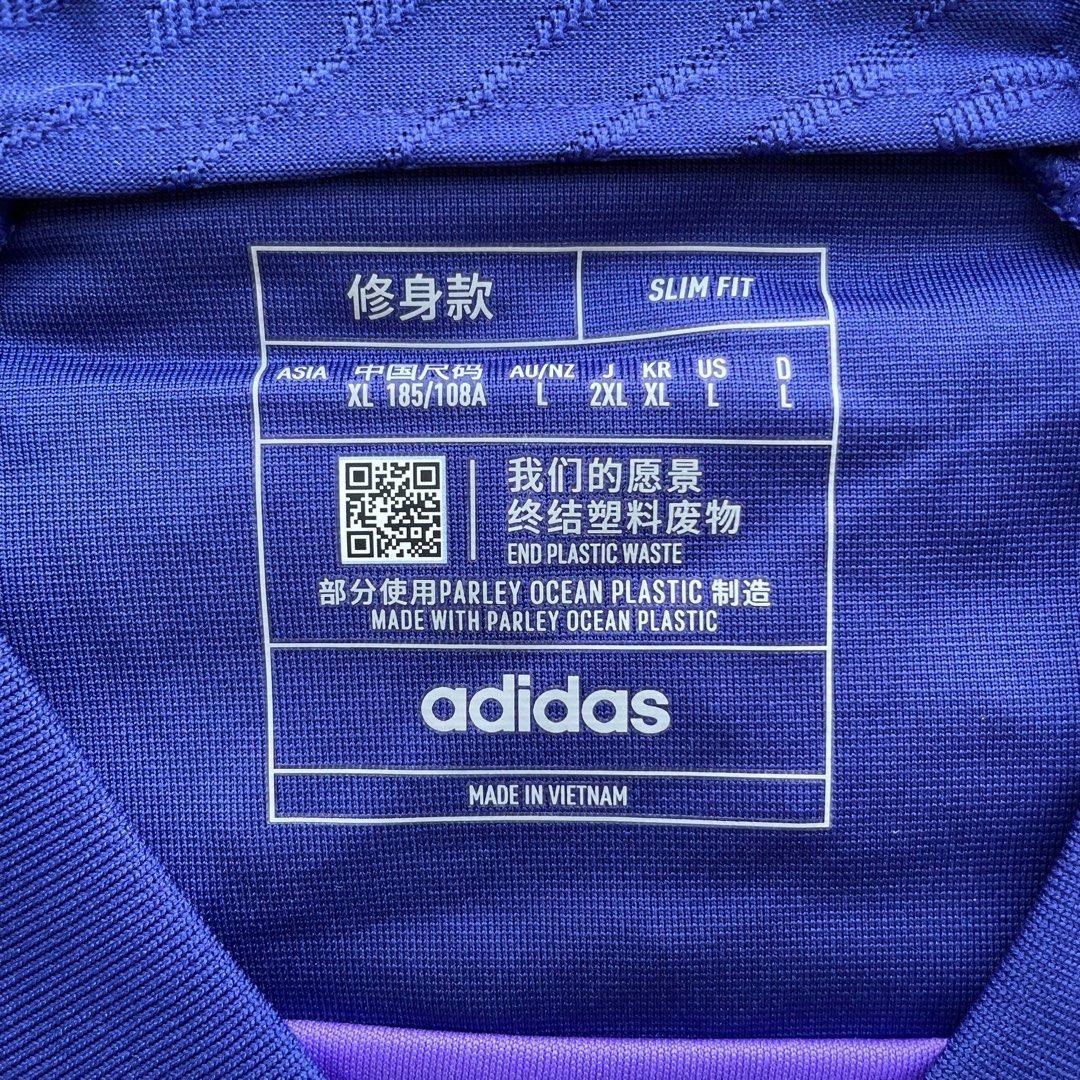 修身款 SLIM FIT
ASIA 中国尺码 AU/NZ J KR US D
XL 185/108A L 2XL XL L L
我们的愿景
终结塑料废物
END PLASTIC WASTE
部分使用PARLEY OCEAN PLASTIC 制造
MADE WITH PARLEY OCEAN PLASTIC
adidas
MADE IN VIETNAM